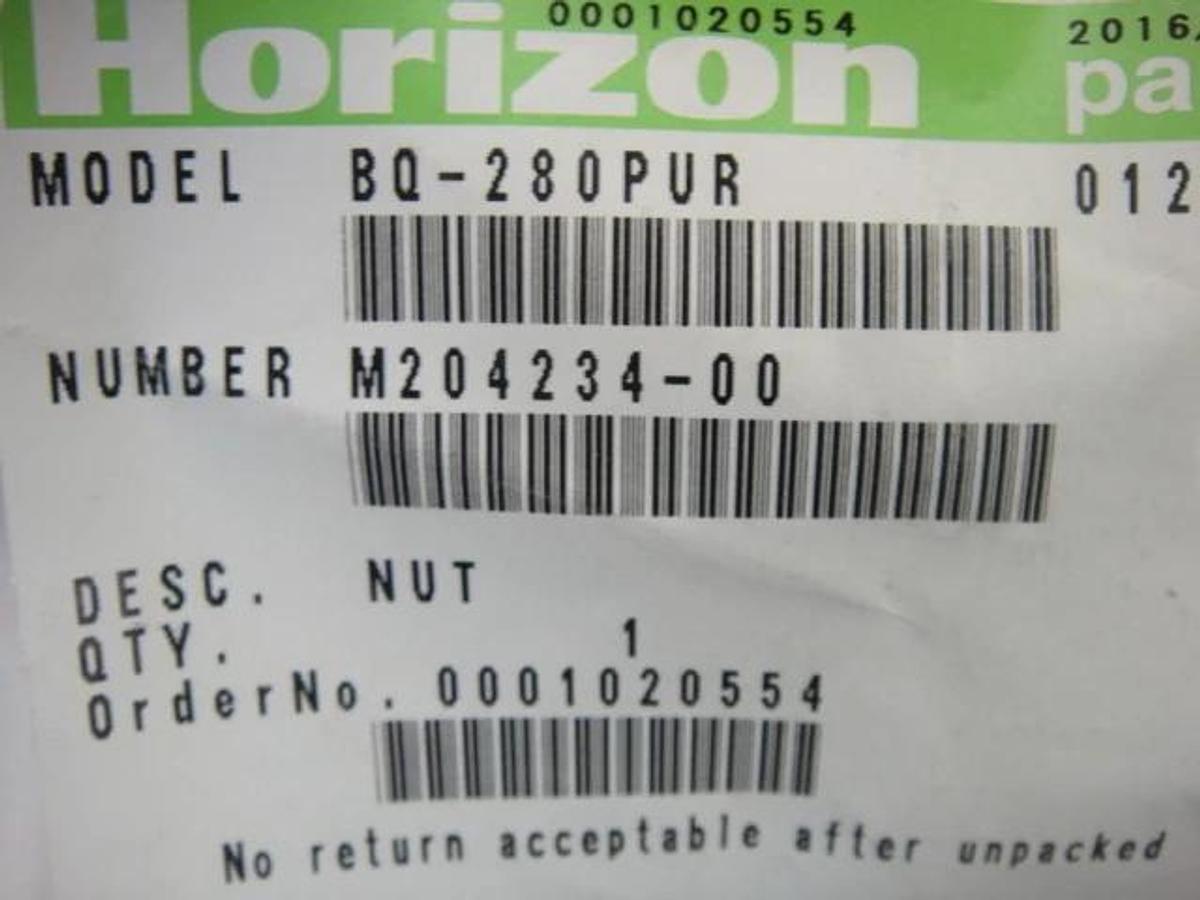 0001020554 2016
Horizon pa
MODEL BQ-280PUR 012
NUMBER M204234-00
DESC. NUT
QTY. 1
OrderNo. 0001020554
No return acceptable after unpacked